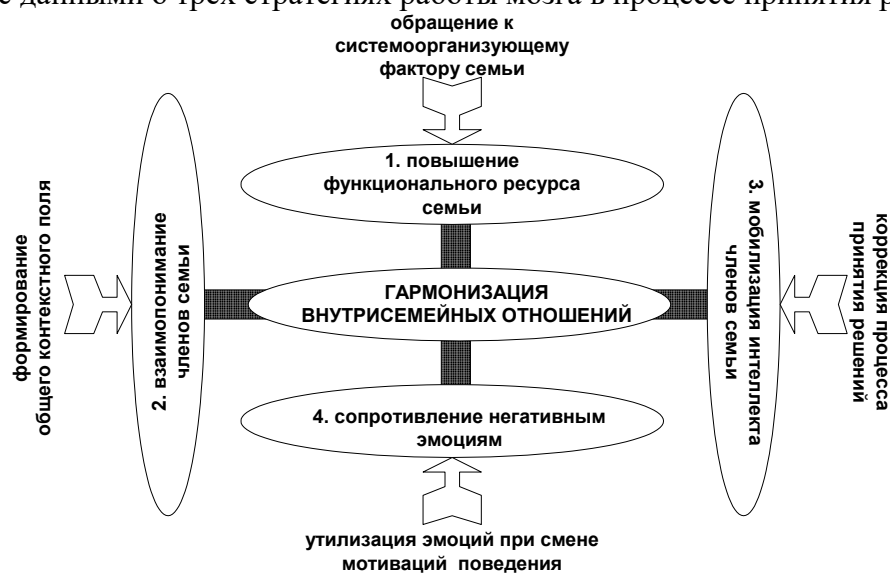 с данными о трех стратегиях работы мозга в процессе принятия р
обращение к
системоорганизующему
фактору семьи
1. повышение
функционального ресурса
семьи
формирование
общего контекстного поля
2. взаимопонимание
членов семьи
ГАРМОНИЗАЦИЯ
ВНУТРИСЕМЕЙНЫХ ОТНОШЕНИЙ
3. мобилизация интеллекта
членов семьи
коррекция процесса
принятия решений
4. сопротивление негативным
эмоциям
утилизация эмоций при смене
мотиваций поведения